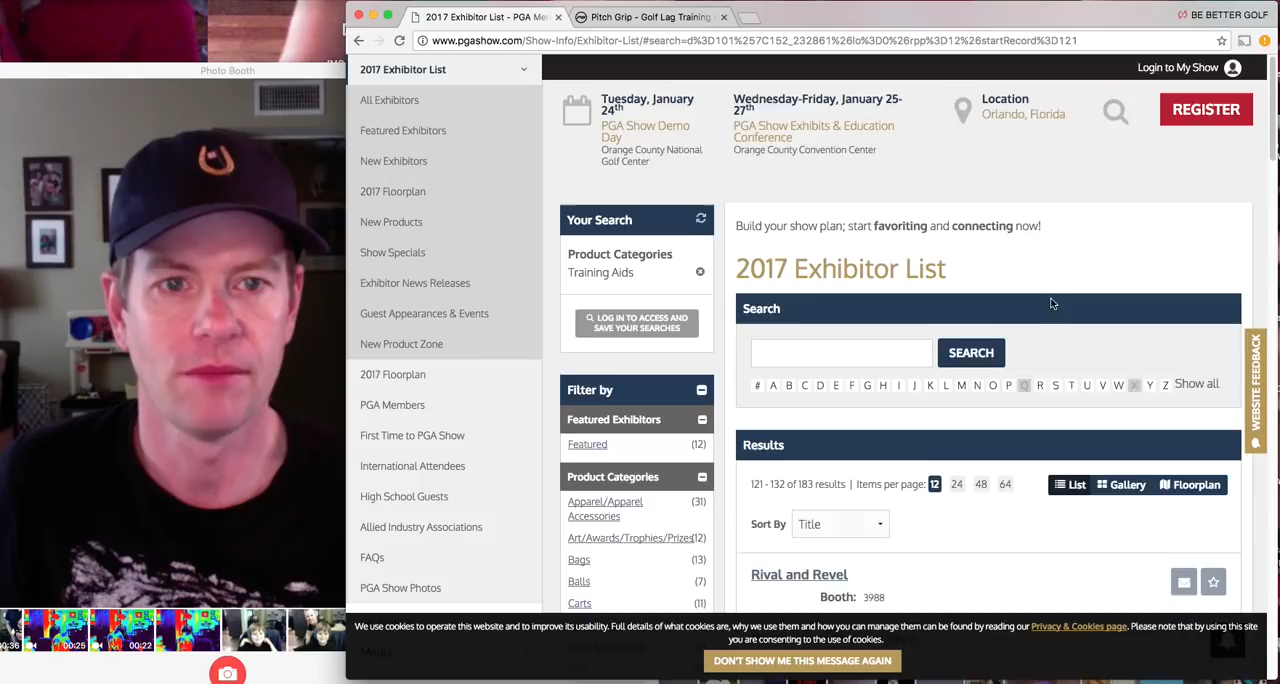 Photo Booth
2017 Exhibitor List - PGA Me
Pitch Grip - Golf Lag Training
BE BETTER GOLF
www.pgashow.com/Show-Info/Exhibitor-List/#search=d%3D101%257C152_232861%26lo%3D0%26rpp%3D12%26startRecord%3D121
2017 Exhibitor List
All Exhibitors
Featured Exhibitors
New Exhibitors
2017 Floorplan
New Products
Show Specials
Exhibitor News Releases
Guest Appearances & Events
New Product Zone
2017 Floorplan
PGA Members
First Time to PGA Show
International Attendees
High School Guests
Allied Industry Associations
FAQs
PGA Show Photos
Media
Login to My Show
Tuesday, January
24th
PGA Show Demo
Day
Orange County National
Golf Center
Wednesday-Friday, January 25-
27th
PGA Show Exhibits & Education
Conference
Orange County Convention Center
Location
Orlando, Florida
REGISTER
Your Search
Product Categories
Training Aids
LOG IN TO ACCESS AND
SAVE YOUR SEARCHES
Filter by
Featured Exhibitors
Featured (12)
Product Categories
Apparel/Apparel (31)
Accessories
Art/Awards/Trophies/Prizes(12)
Bags (13)
Balls (7)
Carts (11)
Build your show plan; start favoriting and connecting now!
2017 Exhibitor List
Search
SEARCH
# A B C D E F G H I J K L M N O P Q R S T U V W X Y Z Show all
Results
121 - 132 of 183 results | Items per page: 12 24 48 64
List Gallery Floorplan
Sort By Title
Rival and Revel
Booth: 3988
WEBSITE FEEDBACK
We use cookies to operate this website and to improve its usability. Full details of what cookies are, why we use them and how you can manage them can be found by reading our Privacy & Cookies page. Please note that by using this site
you are consenting to the use of cookies.
DON'T SHOW ME THIS MESSAGE AGAIN
00:25
00:22